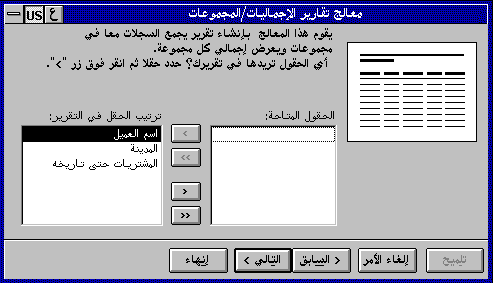 معالج تقارير الإجماليات/المجموعات
ع US
يقوم هذا المعالج بإنشاء تقرير يجمع السجلات معا في
مجموعات ويعرض إجمالي كل مجموعة.
أي الحقول تريدها في تقريرك؟ حدد حقلا ثم انقر فوق زر "<".
الحقول المتاحة:
ترتيب الحقل في التقرير:
اسم العميل
المدينة
المشتريات حتى تاريخه
<
<<
>
>>
تلميح
إلغاء الأمر
< السابق
التالي >
إنهاء